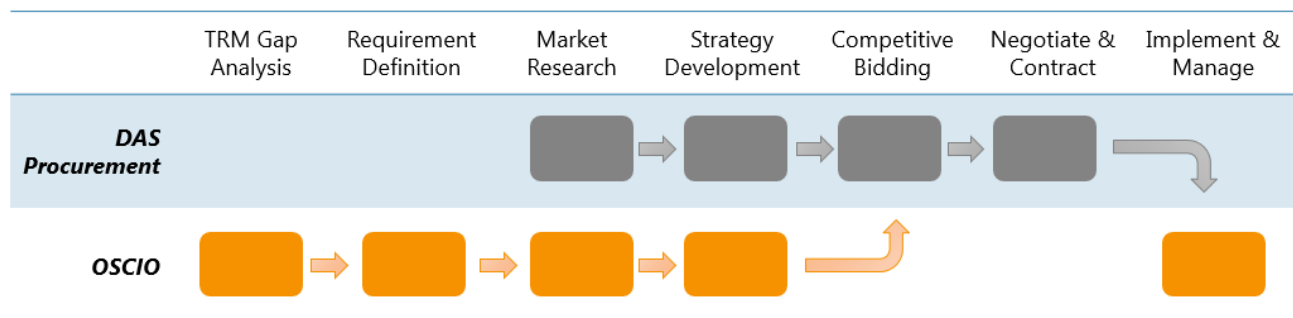 TRM Gap
Analysis
Requirement
Definition
Market
Research
Strategy
Development
Competitive
Bidding
Negotiate &
Contract
Implement &
Manage
DAS
Procurement
OSCIO